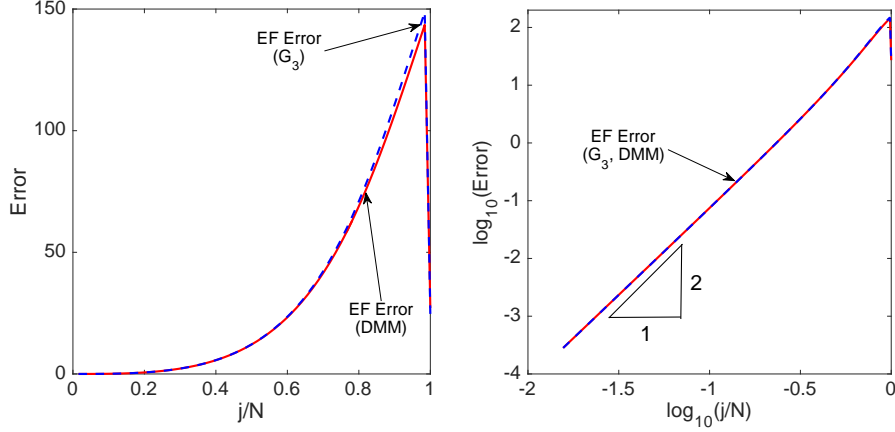 150
100
50
0
Error
0
0.2
0.4
0.6
0.8
1
j/N
EF Error
(G3)
EF Error
(DMM)
2
1
0
-1
-2
-3
-4
log10(Error)
-2
-1.5
-1
-0.5
0
log10(j/N)
EF Error
(G3, DMM)
2
1